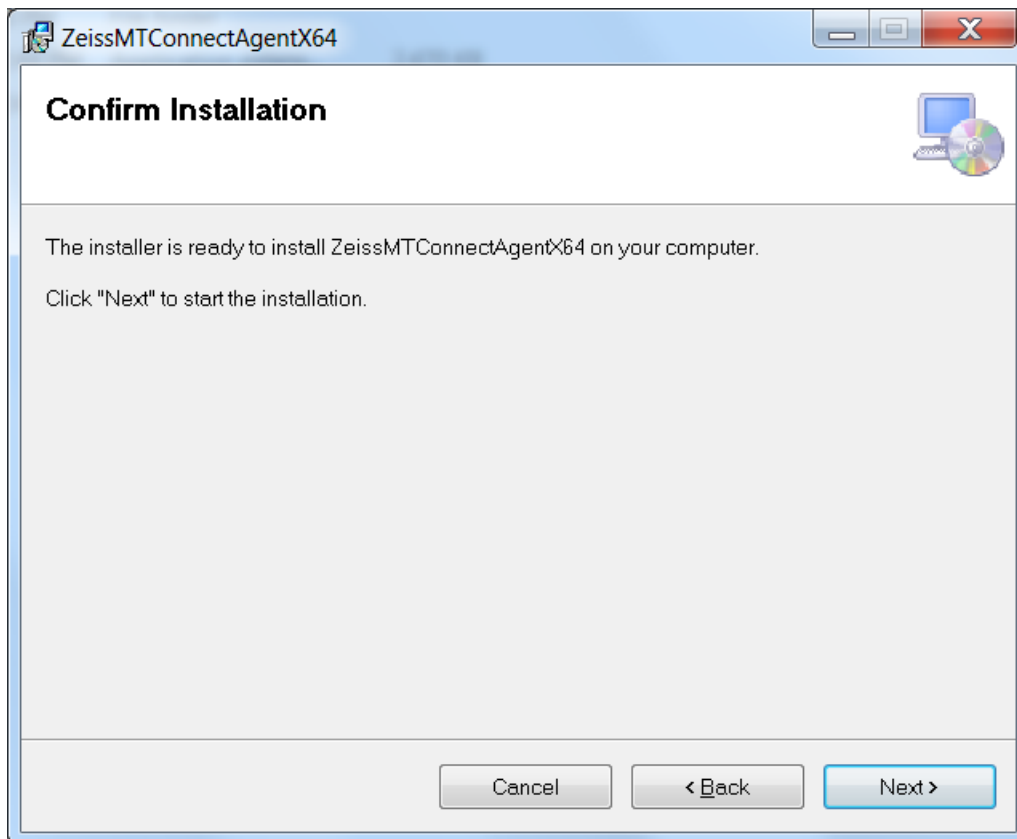 ZeissMTConnectAgentX64
Confirm Installation
The installer is ready to install ZeissMTConnectAgentX64 on your computer.
Click "Next" to start the installation.
Cancel
< Back
Next >